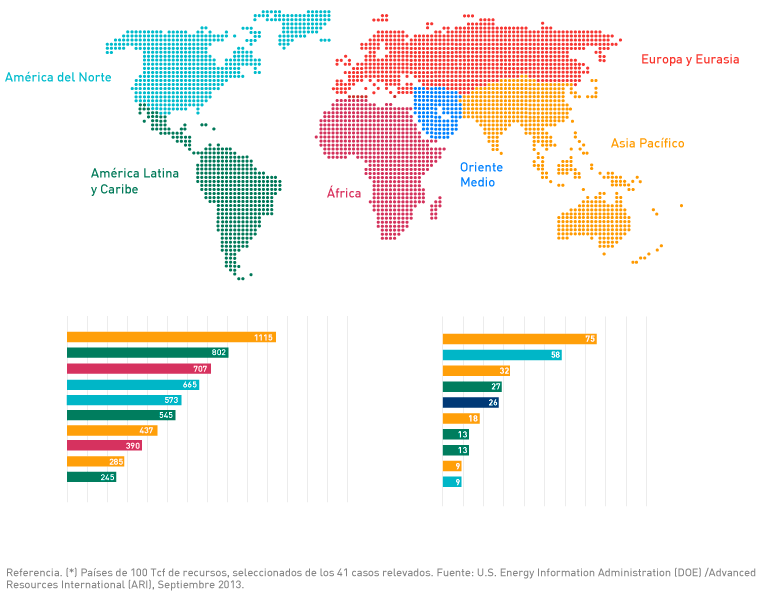 Europa y Eurasia
América del Norte
Asia Pacífico
América Latina
y Caribe
Oriente
Medio
África
1115
802
707
665
573
545
437
390
285
245
75
58
32
27
26
18
13
13
9
9
Referencia. (*) Países de 100 Tcf de recursos, seleccionados de los 41 casos relevados. Fuente: U.S. Energy Information Administration (DOE) /Advanced
Resources International (ARI), Septiembre 2013.